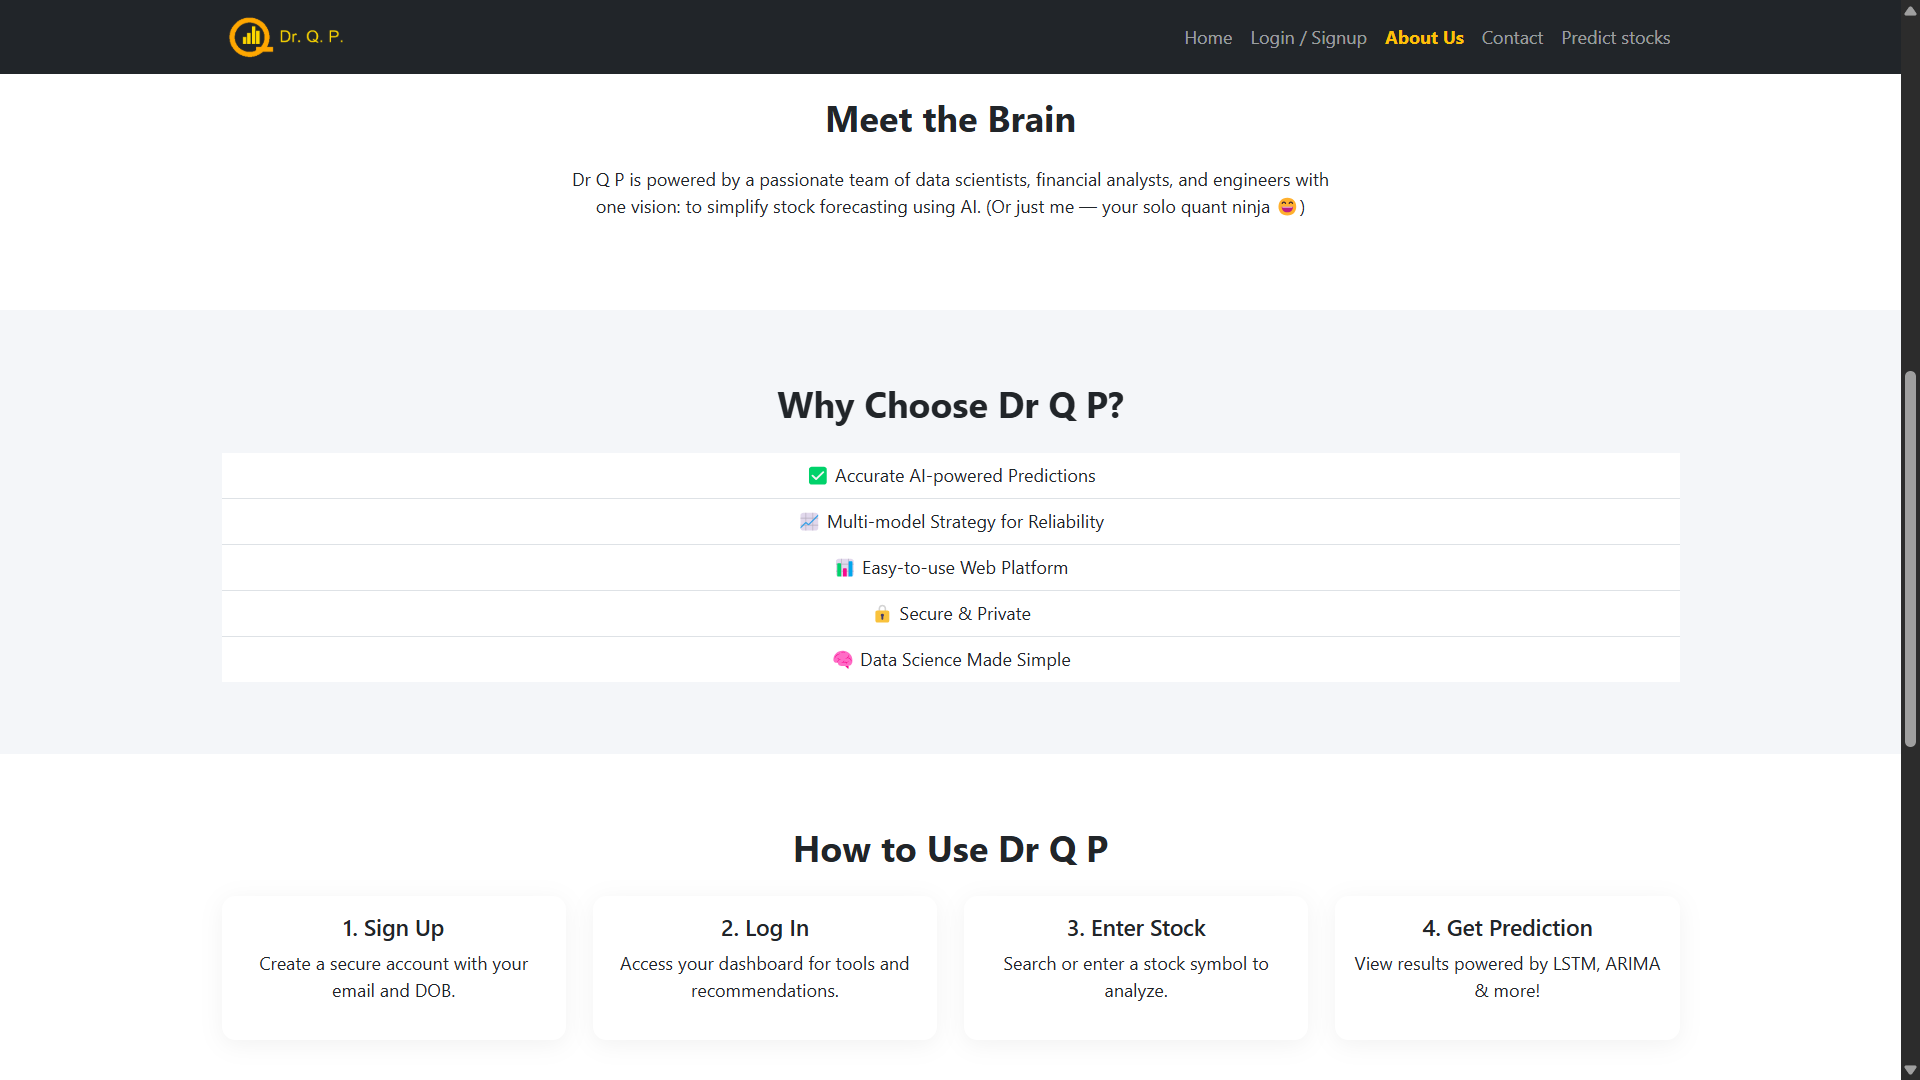 Dr. Q. P.
Home
Login / Signup
About Us
Contact
Predict stocks
Meet the Brain
Dr Q P is powered by a passionate team of data scientists, financial analysts, and engineers with
one vision: to simplify stock forecasting using AI. (Or just me — your solo quant ninja 😄)
Why Choose Dr Q P?
✅ Accurate AI-powered Predictions
📈 Multi-model Strategy for Reliability
📊 Easy-to-use Web Platform
🔒 Secure & Private
🧠 Data Science Made Simple
How to Use Dr Q P
1. Sign Up
Create a secure account with your
email and DOB.
2. Log In
Access your dashboard for tools and
recommendations.
3. Enter Stock
Search or enter a stock symbol to
analyze.
4. Get Prediction
View results powered by LSTM, ARIMA
& more!